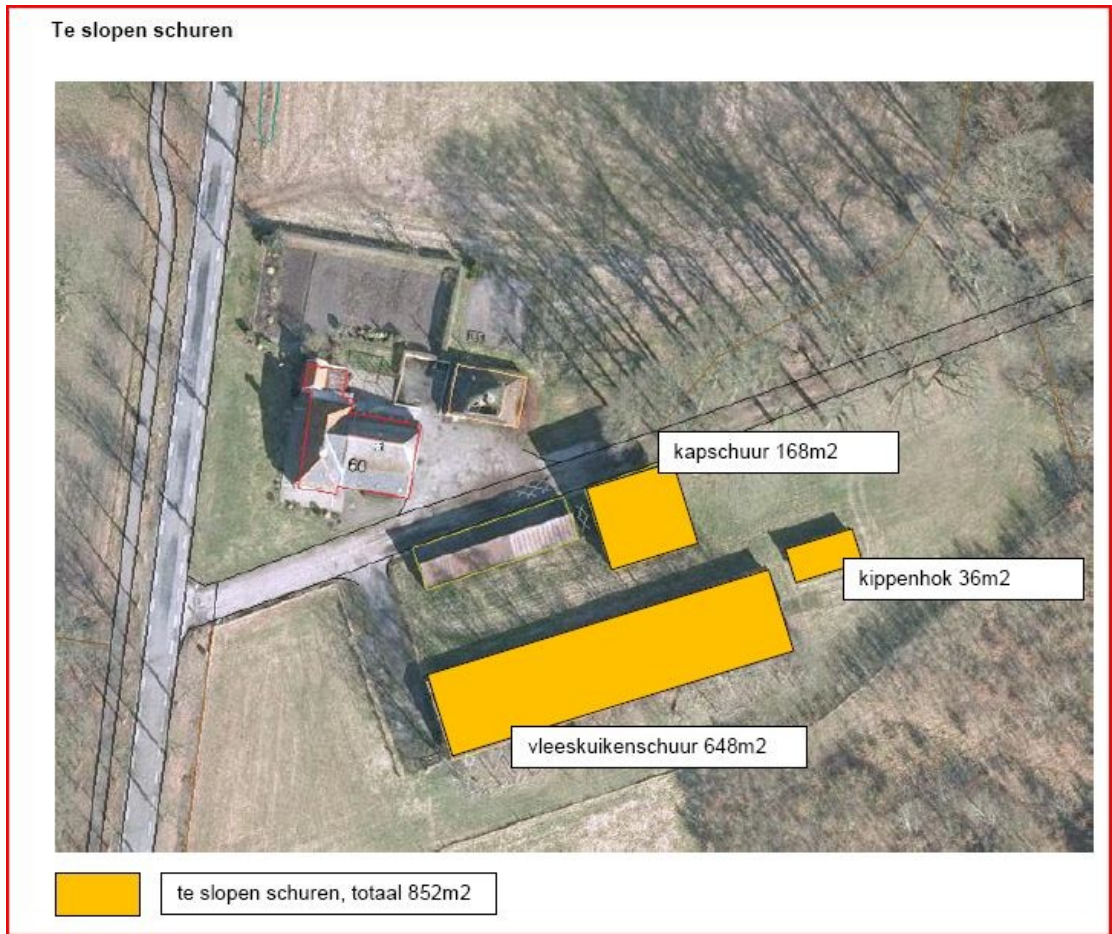 Te slopen schuren
60
kapschuur 168m2
kippenhok 36m2
vleeskuikenschuur 648m2
te slopen schuren, totaal 852m2